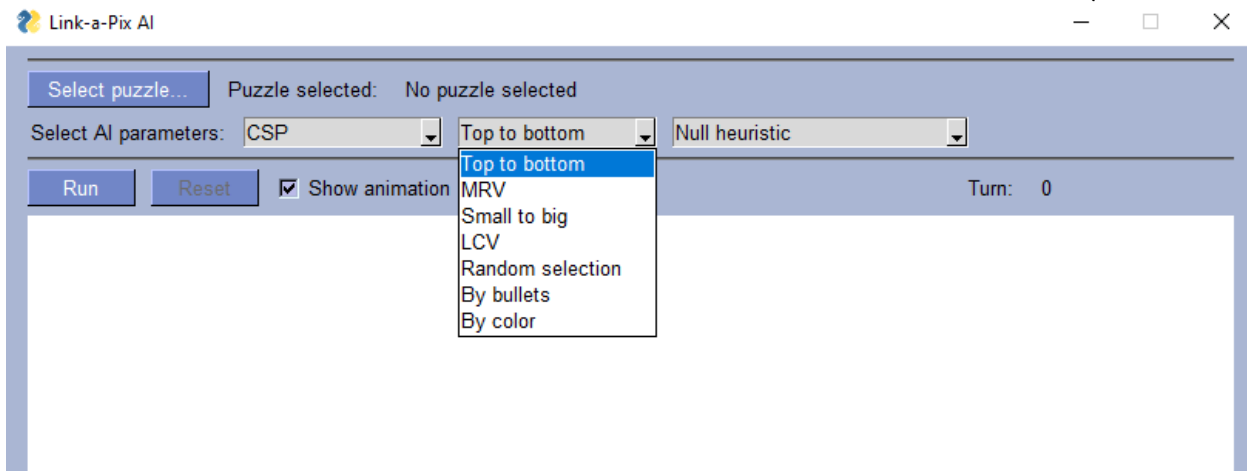 Link-a-Pix AI
Select puzzle... Puzzle selected: No puzzle selected
Select AI parameters: CSP Top to bottom Null heuristic
Top to bottom
Run Reset Show animation MRV Turn: 0
Small to big
LCV
Random selection
By bullets
By color